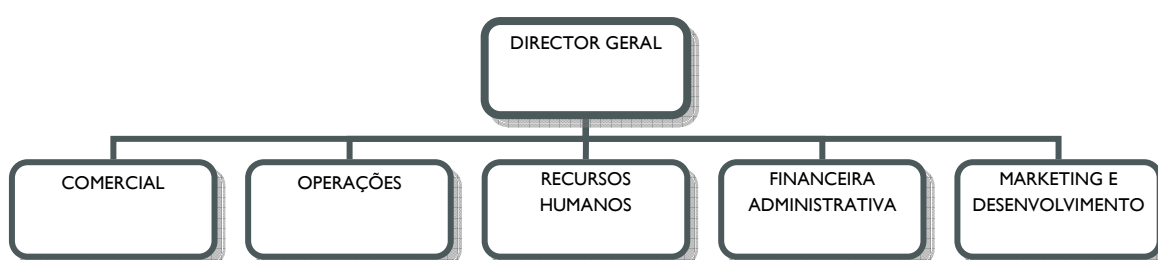 DIRECTOR GERAL
COMERCIAL
OPERAÇÕES
RECURSOS
HUMANOS
FINANCEIRA
ADMINISTRATIVA
MARKETING E
DESENVOLVIMENTO